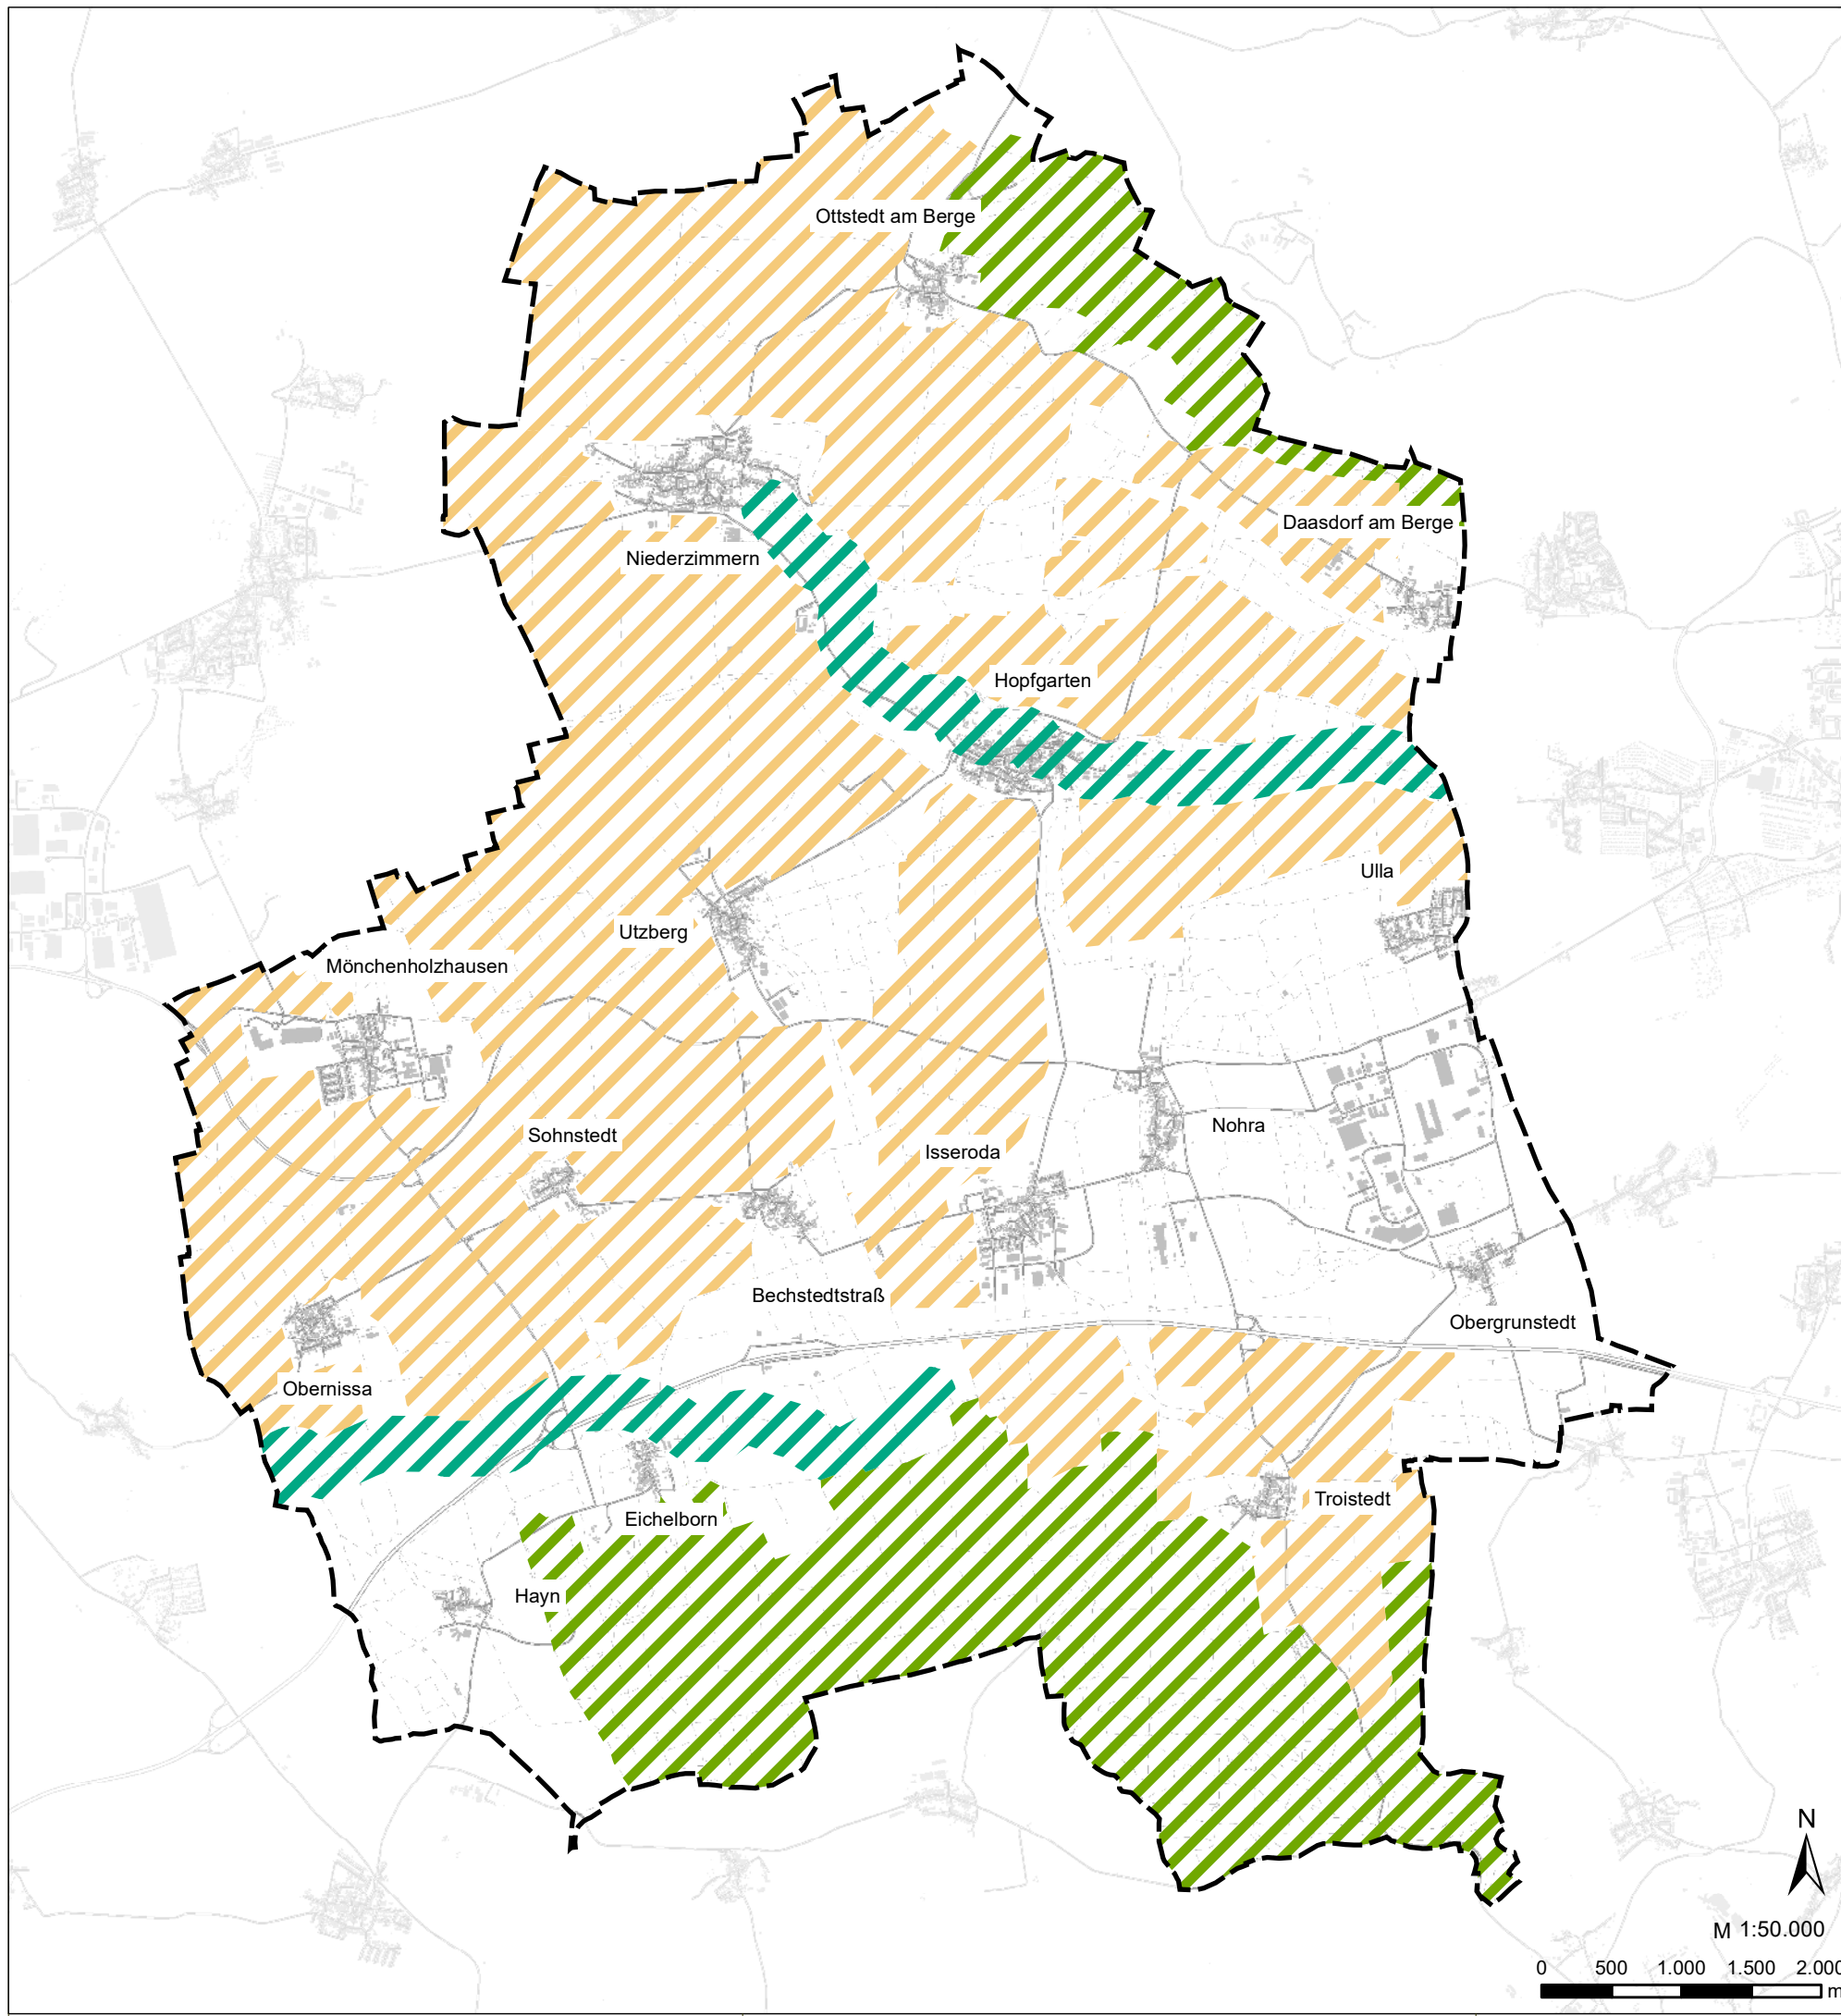 Ottstedt am Berge
Daasdorf am Berge
Niederzimmern
Hopfgarten
Ulla
Utzberg
Mönchenholzhausen
Nohra
Sohnstedt
Isseroda
Bechstedtstraß
Obergrunstedt
Obernissa
Troistedt
Eichelborn
Hayn
N
M 1:50.000
0 500 1.000 1.500 2.000
m